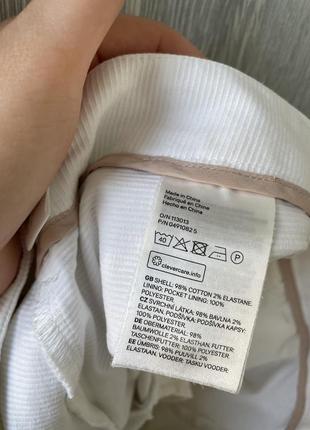 Made in China
Fabriqué en Chine
Hecho en China
O/N 113013
P/N 0491082 S
40
P
clevercare.info
GB SHELL: 98% COTTON 2% ELASTANE.
LINING: POCKET LINING: 100%
POLYESTER
CZ SVRCHNÍ LÁTKA: 98% BAVLNA 2%
ELASTAN. PODŠÍVKA: PODŠÍVKA KAPSY:
100% POLYESTER
DE OBERMATERIAL: 98%
BAUMWOLLE 2% ELASTHAN. FUTTER:
TASCHENFUTTER: 100% POLYESTER
EE ÜMBRIS: 98% PUUVILL 2%
ELASTAAN. VOODER: TASKU VOODER: